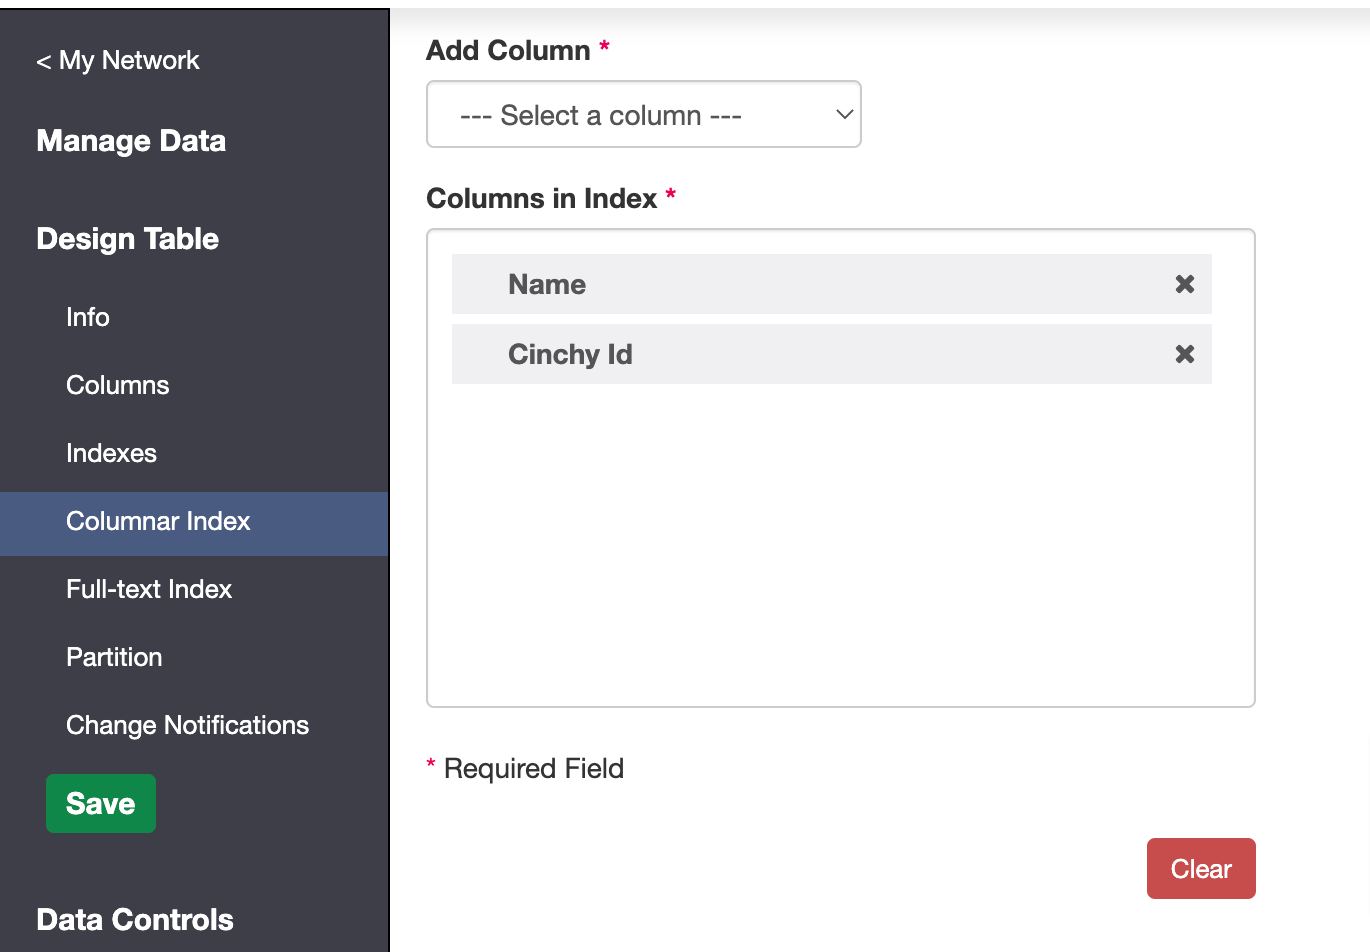 < My Network
Manage Data
Design Table
Info
Columns
Indexes
Columnar Index
Full-text Index
Partition
Change Notifications
Save
Data Controls
Add Column *
--- Select a column ---
Columns in Index *
Name
Cinchy Id
* Required Field
Clear